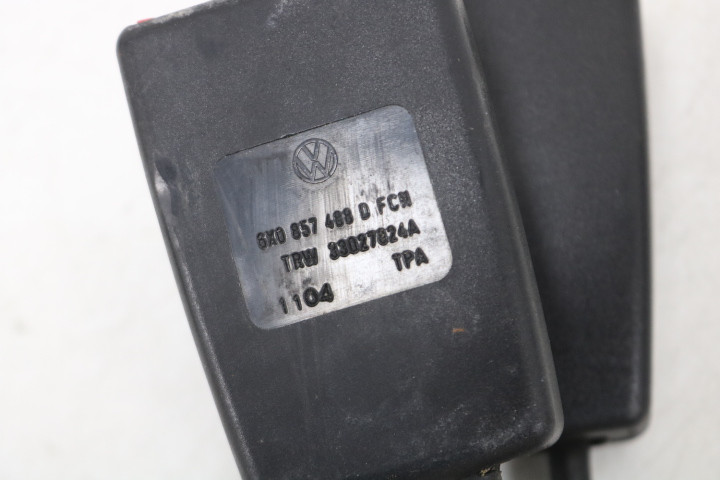 6X0 857 488 D FCN
TRW 33027824A
1104 TPA